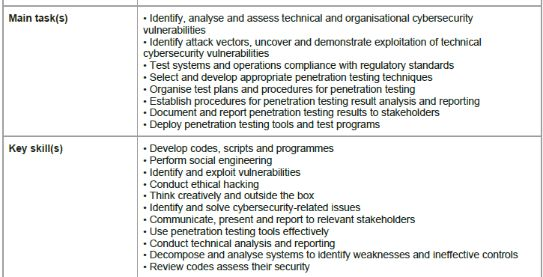 Main task(s)
• Identify, analyse and assess technical and organisational cybersecurity
vulnerabilities
• Identify attack vectors, uncover and demonstrate exploitation of technical
cybersecurity vulnerabilities
• Test systems and operations compliance with regulatory standards
• Select and develop appropriate penetration testing techniques
• Organise test plans and procedures for penetration testing
• Establish procedures for penetration testing result analysis and reporting
• Document and report penetration testing results to stakeholders
• Deploy penetration testing tools and test programs
Key skill(s)
• Develop codes, scripts and programmes
• Perform social engineering
• Identify and exploit vulnerabilities
• Conduct ethical hacking
• Think creatively and outside the box
• Identify and solve cybersecurity-related issues
• Communicate, present and report to relevant stakeholders
• Use penetration testing tools effectively
• Conduct technical analysis and reporting
• Decompose and analyse systems to identify weaknesses and ineffective controls
• Review codes assess their security